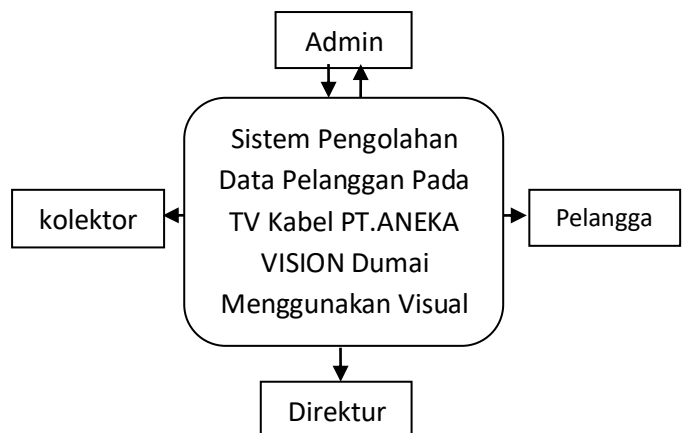 Admin
Sistem Pengolahan
Data Pelanggan Pada
TV Kabel PT.ANEKA
VISION Dumai
Menggunakan Visual
kolektor
Pelangga
Direktur